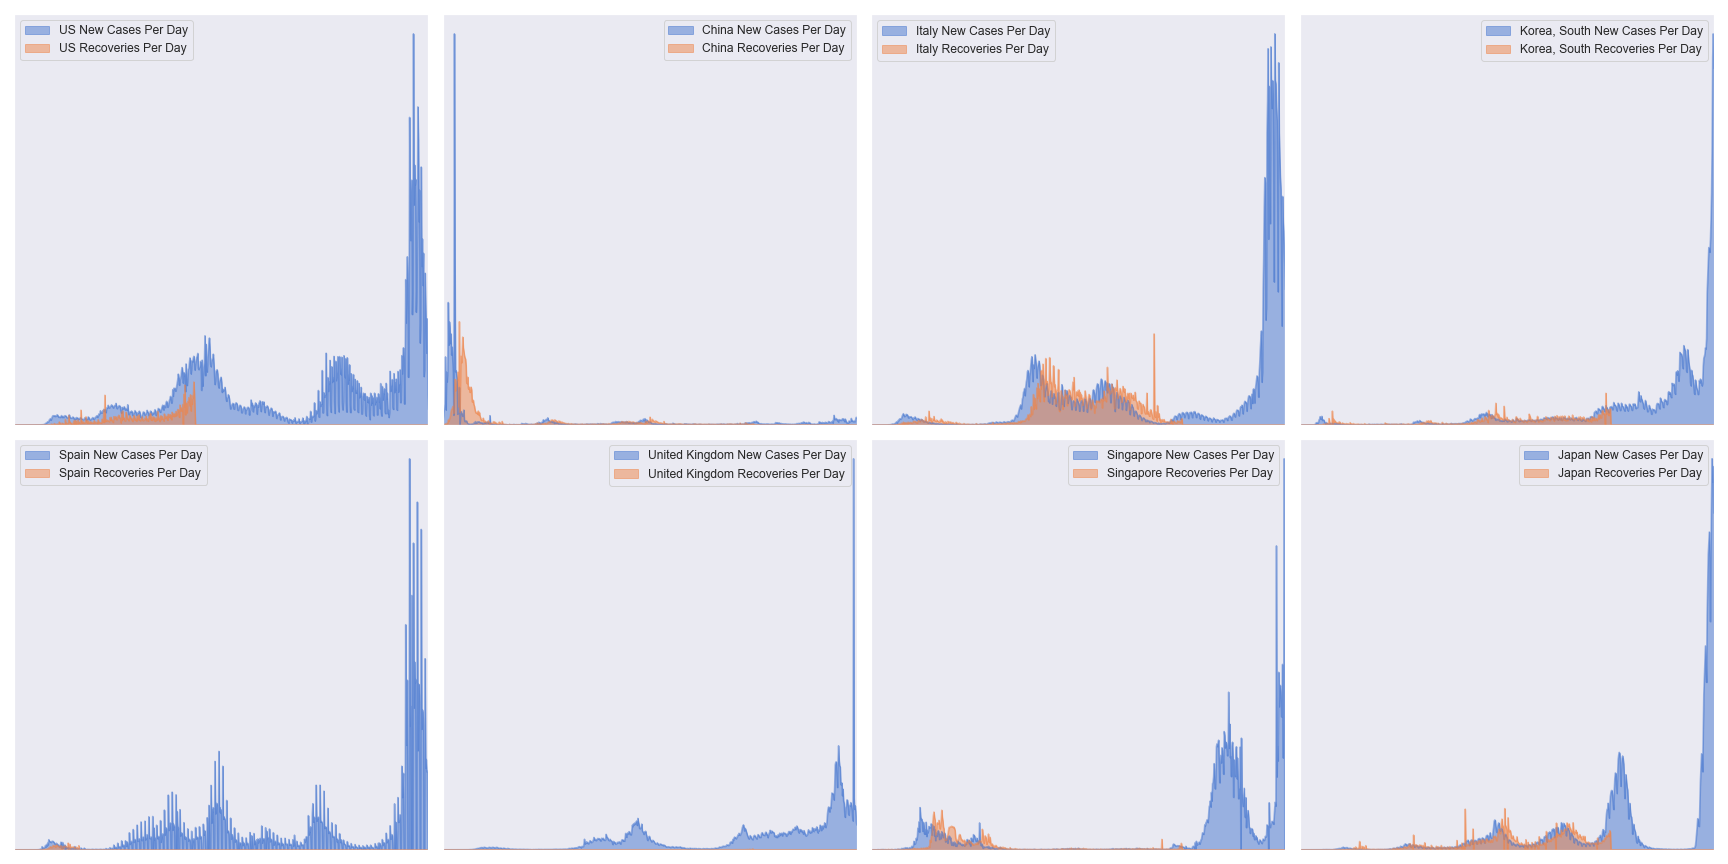 US New Cases Per Day
US Recoveries Per Day
China New Cases Per Day
China Recoveries Per Day
Italy New Cases Per Day
Italy Recoveries Per Day
Korea, South New Cases Per Day
Korea, South Recoveries Per Day
Spain New Cases Per Day
Spain Recoveries Per Day
United Kingdom New Cases Per Day
United Kingdom Recoveries Per Day
Singapore New Cases Per Day
Singapore Recoveries Per Day
Japan New Cases Per Day
Japan Recoveries Per Day